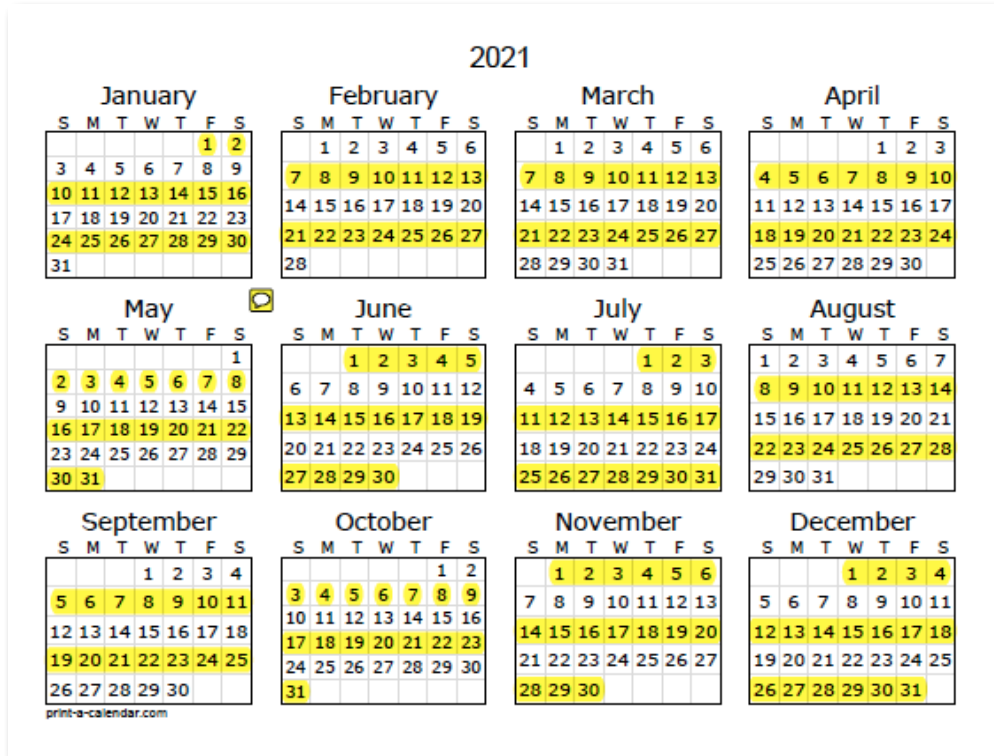 2021
January February March April
S M T W T F S S M T W T F S S M T W T F S S M T W T F S
1 2 1 2 3 4 5 6 1 2 3 4 5 6 1 2 3
3 4 5 6 7 8 9 7 8 9 10 11 12 13 7 8 9 10 11 12 13 4 5 6 7 8 9 10
10 11 12 13 14 15 16 14 15 16 17 18 19 20 14 15 16 17 18 19 20 11 12 13 14 15 16 17
17 18 19 20 21 22 23 21 22 23 24 25 26 27 21 22 23 24 25 26 27 18 19 20 21 22 23 24
24 25 26 27 28 29 30 28 28 29 30 31 25 26 27 28 29 30
31
May June July August
S M T W T F S S M T W T F S S M T W T F S S M T W T F S
1 1 2 3 4 5 1 2 3 1 2 3 4 5 6 7
2 3 4 5 6 7 8 6 7 8 9 10 11 12 4 5 6 7 8 9 10 8 9 10 11 12 13 14
9 10 11 12 13 14 15 13 14 15 16 17 18 19 11 12 13 14 15 16 17 15 16 17 18 19 20 21
16 17 18 19 20 21 22 20 21 22 23 24 25 26 18 19 20 21 22 23 24 22 23 24 25 26 27 28
23 24 25 26 27 28 29 27 28 29 30 25 26 27 28 29 30 31 29 30 31
30 31
September October November December
S M T W T F S S M T W T F S S M T W T F S S M T W T F S
1 2 3 4 1 2 1 2 3 4 5 6 1 2 3 4
5 6 7 8 9 10 11 3 4 5 6 7 8 9 7 8 9 10 11 12 13 5 6 7 8 9 10 11
12 13 14 15 16 17 18 10 11 12 13 14 15 16 14 15 16 17 18 19 20 12 13 14 15 16 17 18
19 20 21 22 23 24 25 17 18 19 20 21 22 23 21 22 23 24 25 26 27 19 20 21 22 23 24 25
26 27 28 29 30 24 25 26 27 28 29 30 28 29 30 26 27 28 29 30 31
31
print-a-calendar.com